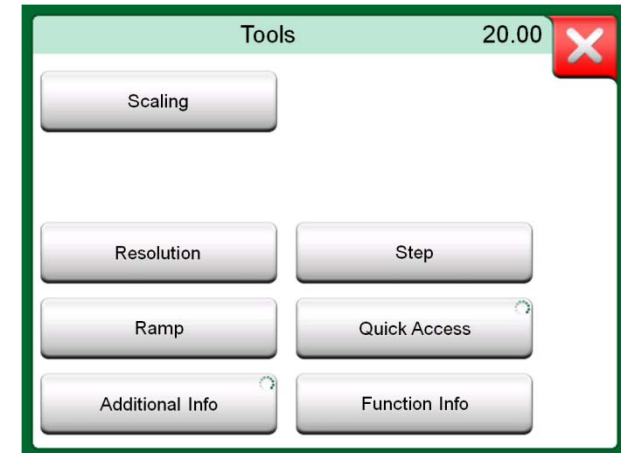 Tools 20.00
Scaling
Resolution Step
Ramp Quick Access
Additional Info Function Info